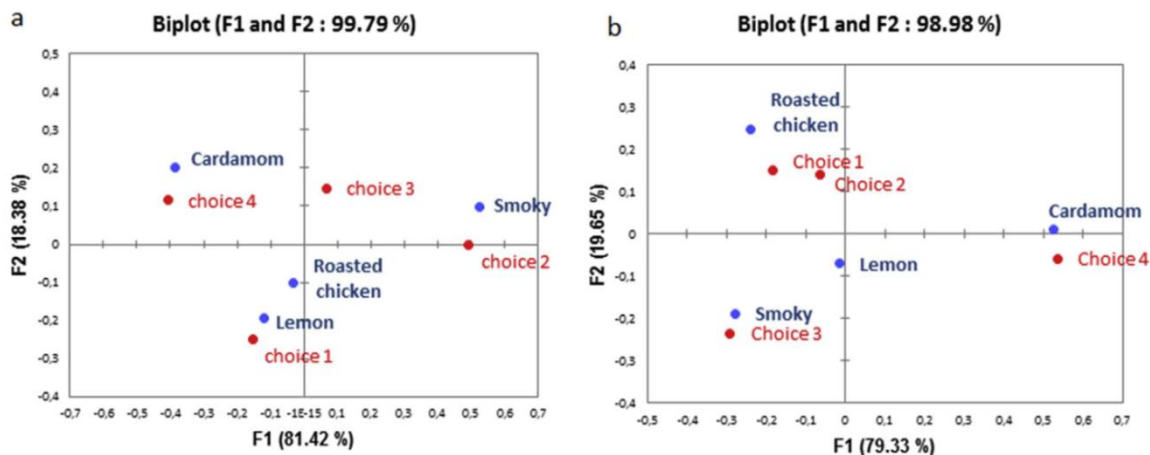 a
Biplot (F1 and F2 : 99.79 %)
0,5
0,4
0,3
0,2
0,1
0
-0,1
-0,2
-0,3
-0,4
F2 (18.38 %)
Cardamom
choice 4
choice 3
Smoky
choice 2
Roasted
chicken
Lemon
choice 1
-0,7 -0,6 -0,5 -0,4 -0,3 -0,2 -0,1 -1E-15 0,1 0,2 0,3 0,4 0,5 0,6 0,7
F1 (81.42 %)
b
Biplot (F1 and F2 : 98.98 %)
0,4
0,3
0,2
0,1
0
-0,1
-0,2
-0,3
0,4
F2 (19.65 %)
Roasted
chicken
Choice 1
Choice 2
Cardamom
Choice 4
Lemon
Smoky
Choice 3
-0,5 -0,4 -0,3 -0,2 -0,1 0 0,1 0,2 0,3 0,4 0,5 0,6 0,7
F1 (79.33 %)